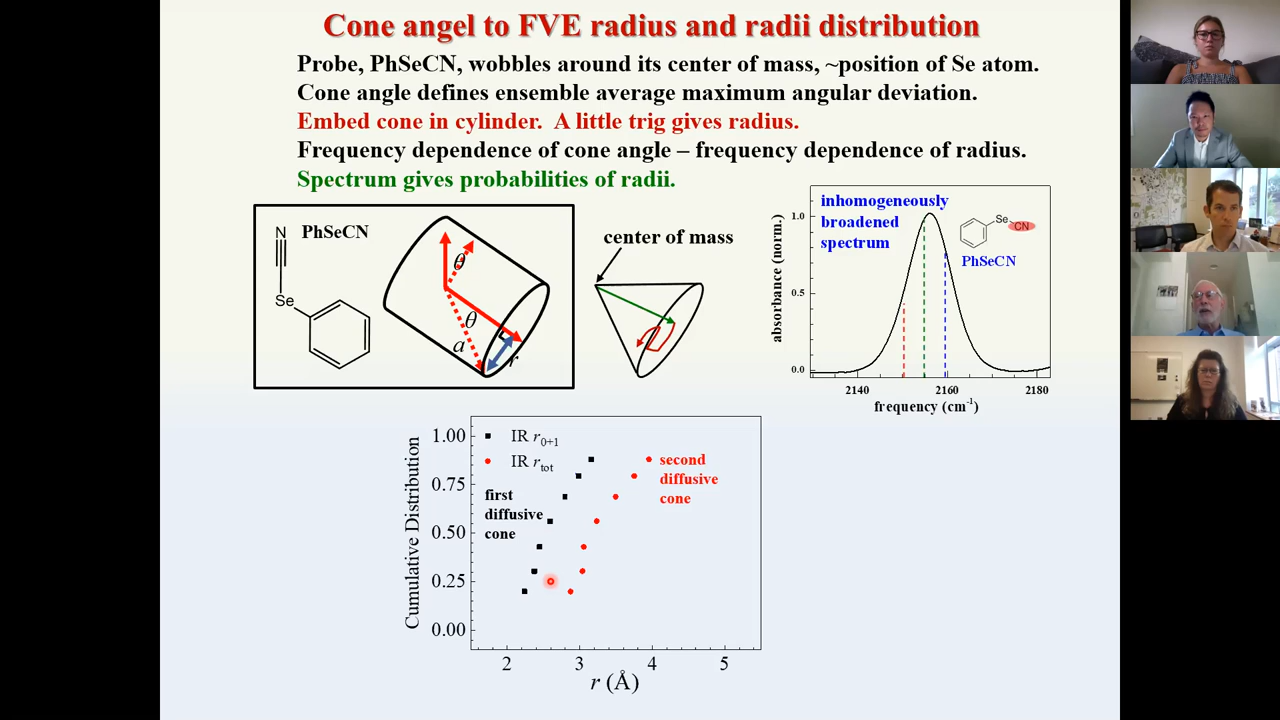 Cone angel to FVE radius and radii distribution
Probe, PhSeCN, wobbles around its center of mass, ~position of Se atom.
Cone angle defines ensemble average maximum angular deviation.
Embed cone in cylinder.  A little trig gives radius.
Frequency dependence of cone angle – frequency dependence of radius.
Spectrum gives probabilities of radii.
N
PhSeCN
Se
θ
θ
a
r
center of mass
inhomogeneously
broadened
spectrum
Se
CN
PhSeCN
absorbance (norm.)
1.0
0.5
0.0
2140
2160
2180
frequency (cm-1)
Cumulative Distribution
1.00
0.75
0.50
0.25
0.00
IR r0+1
IR rtot
first
diffusive
cone
second
diffusive
cone
2
3
4
5
r (Å)